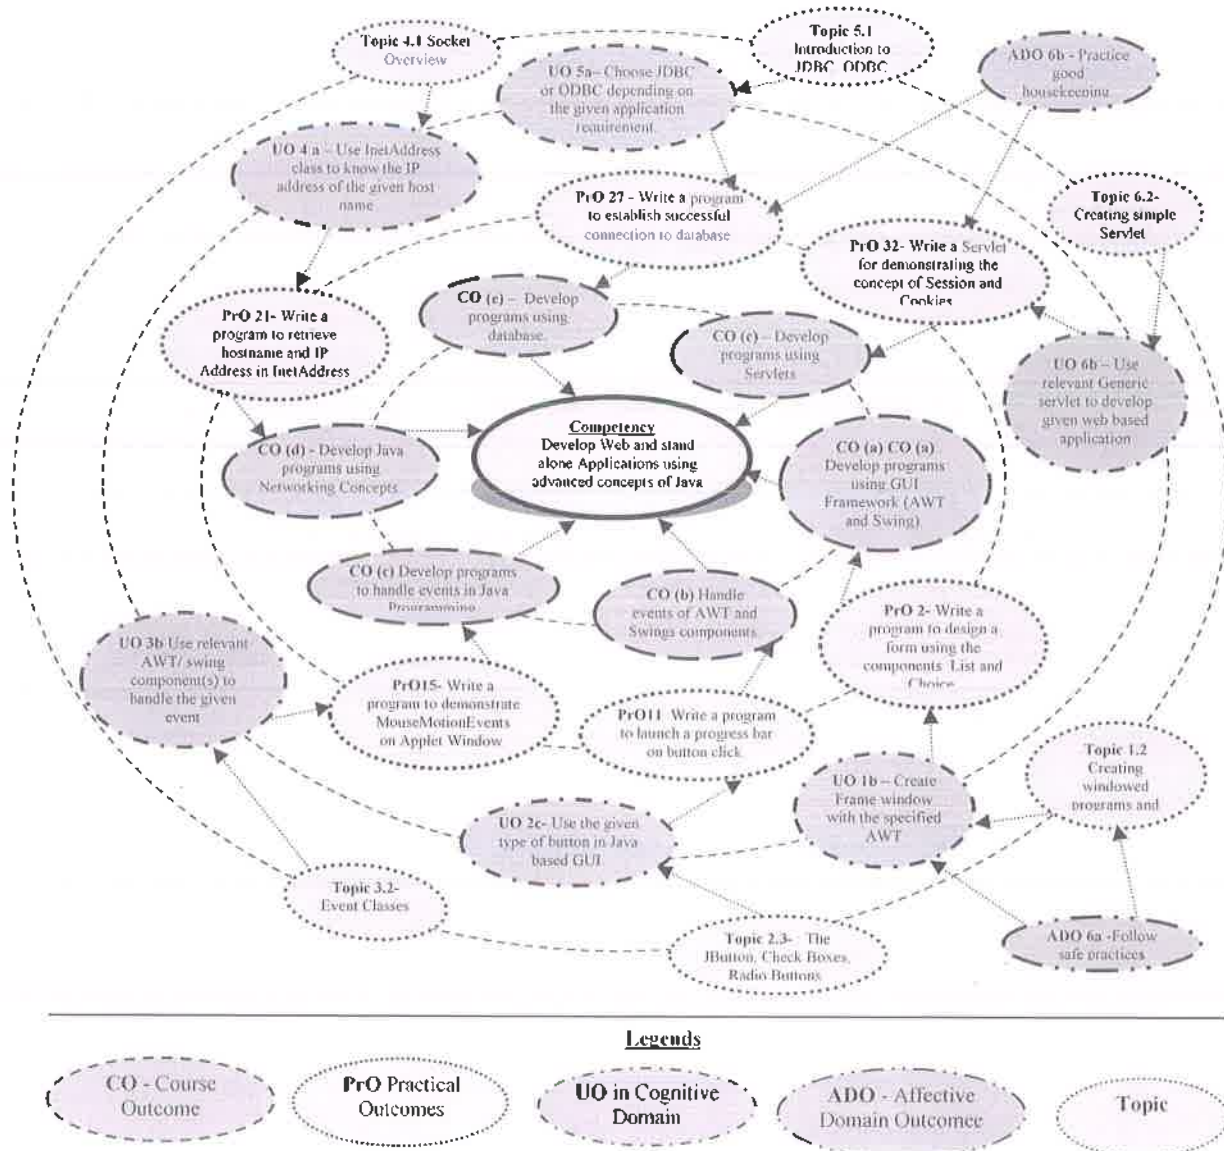 Topic 4.1 Socket
Overview
Topic 5.1
Introduction to
JDBC, ODBC
ADO 6b - Practice
good
housekeeping.
UO 5a– Choose JDBC
or ODBC depending on
the given application
requirement.
UO 4 a – Use InetAddress
class to know the IP
address of the given host
name
PrO 27 - Write a program
to establish successful
connection to database
Topic 6.2-
Creating simple
Servlet
PrO 32- Write a Servlet
for demonstrating the
concept of Session and
Cookies
PrO 21- Write a
program to retrieve
hostname and IP
Address in InetAddress
CO (e) – Develop
programs using
database.
CO (e) – Develop
programs using
Servlets
UO 6b – Use
relevant Generic
servlet to develop
given web based
application
Competency
Develop Web and stand
alone Applications using
advanced concepts of Java
CO (d) - Develop Java
programs using
Networking Concepts
CO (a) CO (a)
Develop programs
using GUI
Framework (AWT
and Swing)
CO (c) Develop programs
to handle events in Java
Programming
CO (b) Handle
events of AWT and
Swings components
PrO 2- Write a
program to design a
form using the
components List and
Choice
UO 3b Use relevant
AWT/ swing
component(s) to
handle the given
event
PrO15- Write a
program to demonstrate
MouseMotionEvents
on Applet Window
PrO11 Write a program
to launch a progress bar
on button click.
Topic 1.2
Creating
windowed
programs and
UO 1b – Create
Frame window
with the specified
AWT
UO 2c- Use the given
type of button in Java
based GUI
Topic 3.2-
Event Classes
Topic 2.3- The
JButton, Check Boxes,
Radio Buttons
ADO 6a -Follow
safe practices
Legends
CO - Course
Outcome
PrO Practical
Outcomes
UO in Cognitive
Domain
ADO - Affective
Domain Outcomee
Topic